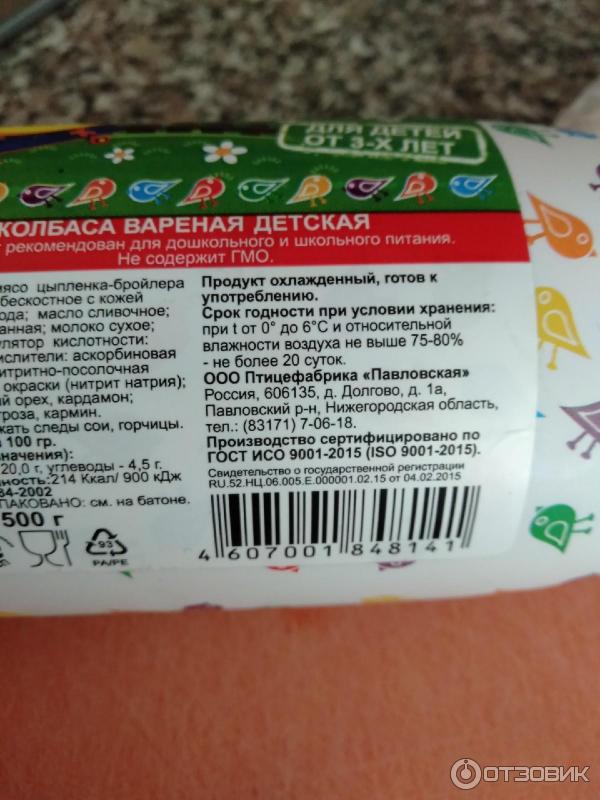 ДЛЯ ДЕТЕЙ
ОТ 3-Х ЛЕТ
КОЛБАСА ВАРЕНАЯ ДЕТСКАЯ
рекомендован для дошкольного и школьного питания.
Не содержит ГМО.
мясо цыпленка-бройлера
бескостное с кожей
масло сливочное;
молоко сухое;
кислотности:
аскорбиновая
окраски (нитрит натрия);
орех, кардамон;
кармин.
следы сои, горчицы.
100 гр.
20,0 г, углеводы - 4,5 г.
214 Ккал/ 900 кДж
84-2002
см. на батоне.
500 г
Продукт охлажденный, готов к
употреблению.
Срок годности при условии хранения:
при t от 0° до 6°С и относительной
влажности воздуха не выше 75-80%
- не более 20 суток.
ООО Птицефабрика «Павловская»
Россия, 606135, д. Долгово, д. 1а,
Павловский р-н, Нижегородская область,
тел.: (83171) 7-06-18.
Производство сертифицировано по
ГОСТ ИСО 9001-2015 (ISO 9001-2015).
Свидетельство о государственной регистрации
RU.52.НЦ.06.005.Е.000001.02.15 от 04.02.2015
93
PA/PE
4 607001 848141
ОТЗОВИК